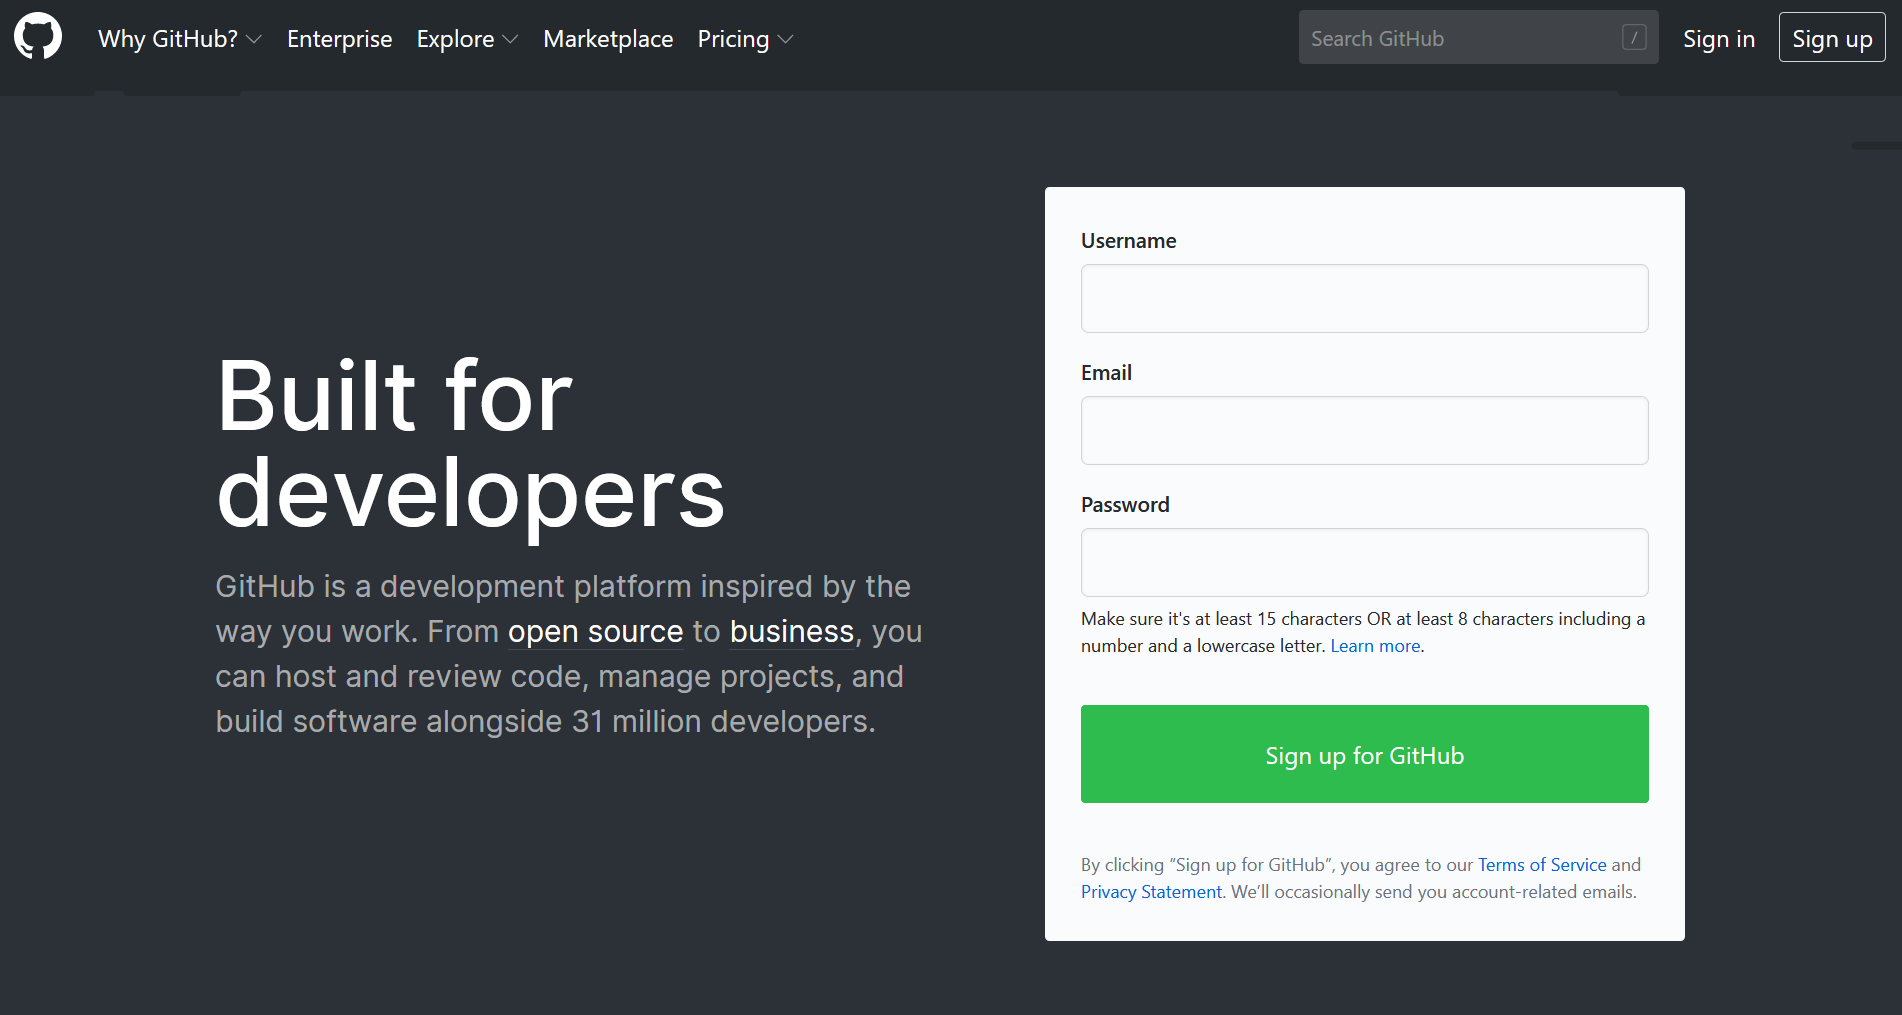 Why GitHub? Enterprise Explore Marketplace Pricing Search GitHub / Sign in Sign up
Built for
developers
GitHub is a development platform inspired by the
way you work. From open source to business, you
can host and review code, manage projects, and
build software alongside 31 million developers.
Username
Email
Password
Make sure it's at least 15 characters OR at least 8 characters including a
number and a lowercase letter. Learn more.
Sign up for GitHub
By clicking “Sign up for GitHub”, you agree to our Terms of Service and
Privacy Statement. We’ll occasionally send you account-related emails.